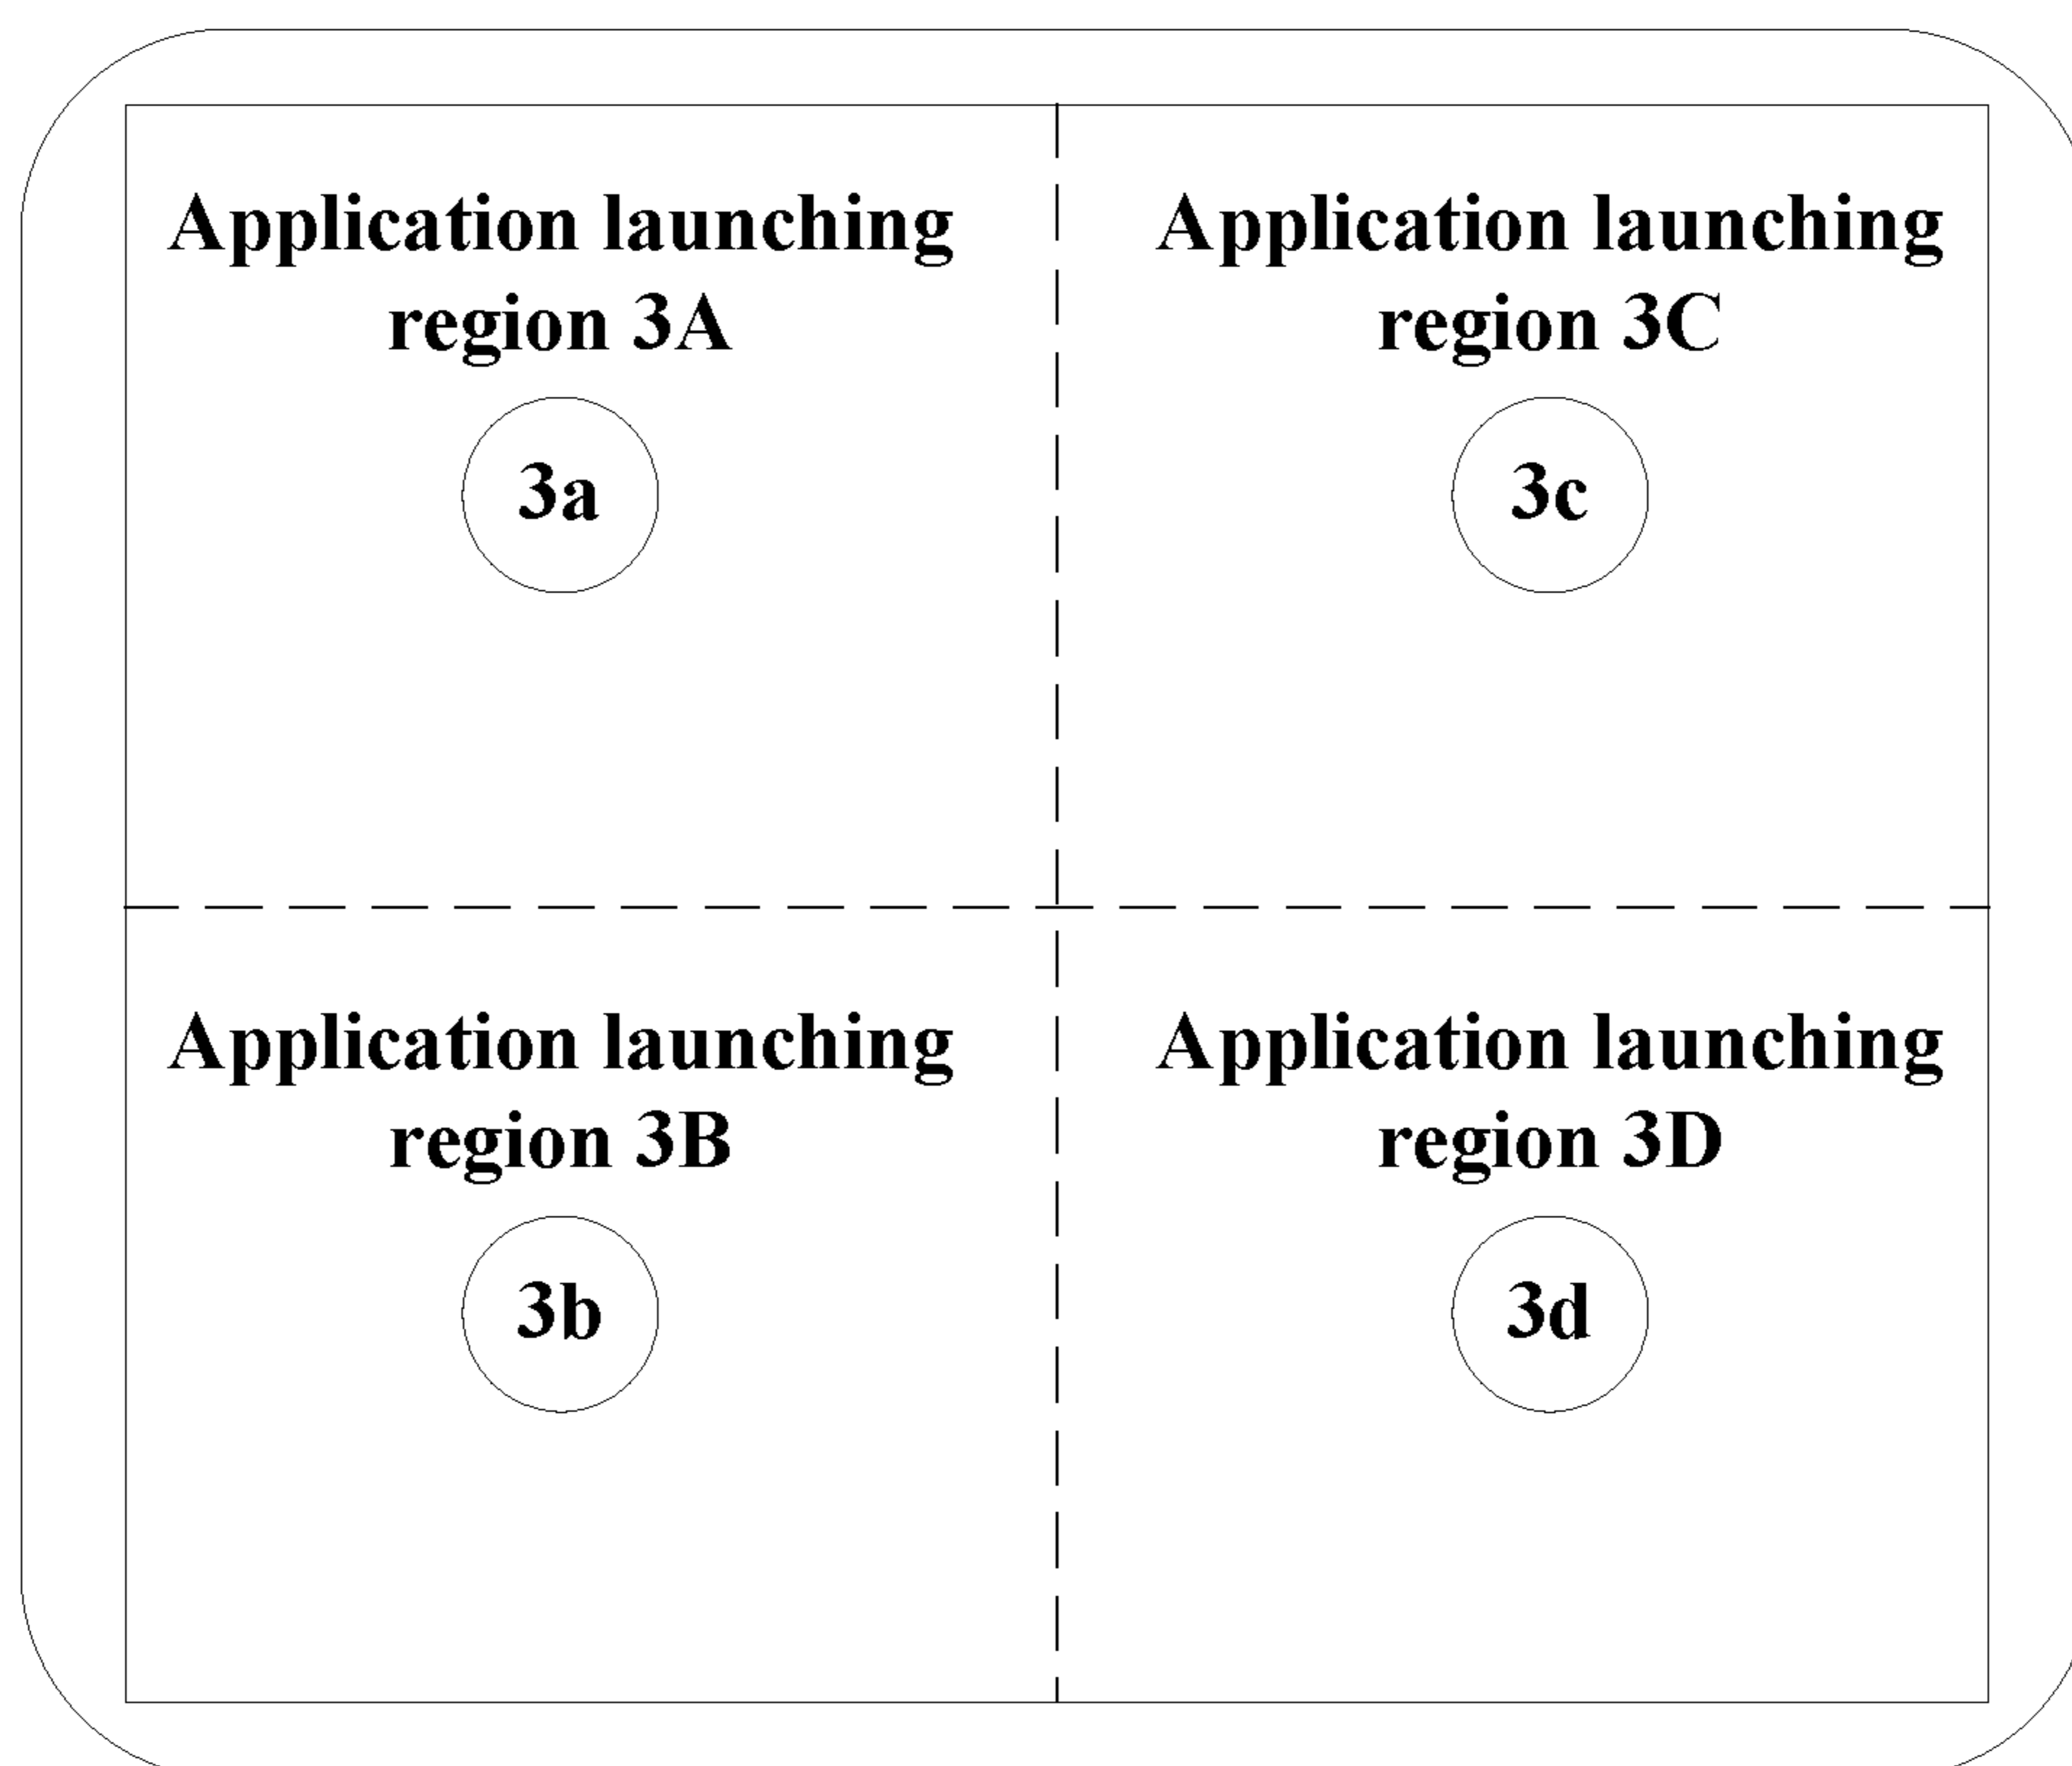 Application launching
region 3A
3a
Application launching
region 3C
3c
Application launching
region 3B
3b
Application launching
region 3D
3d